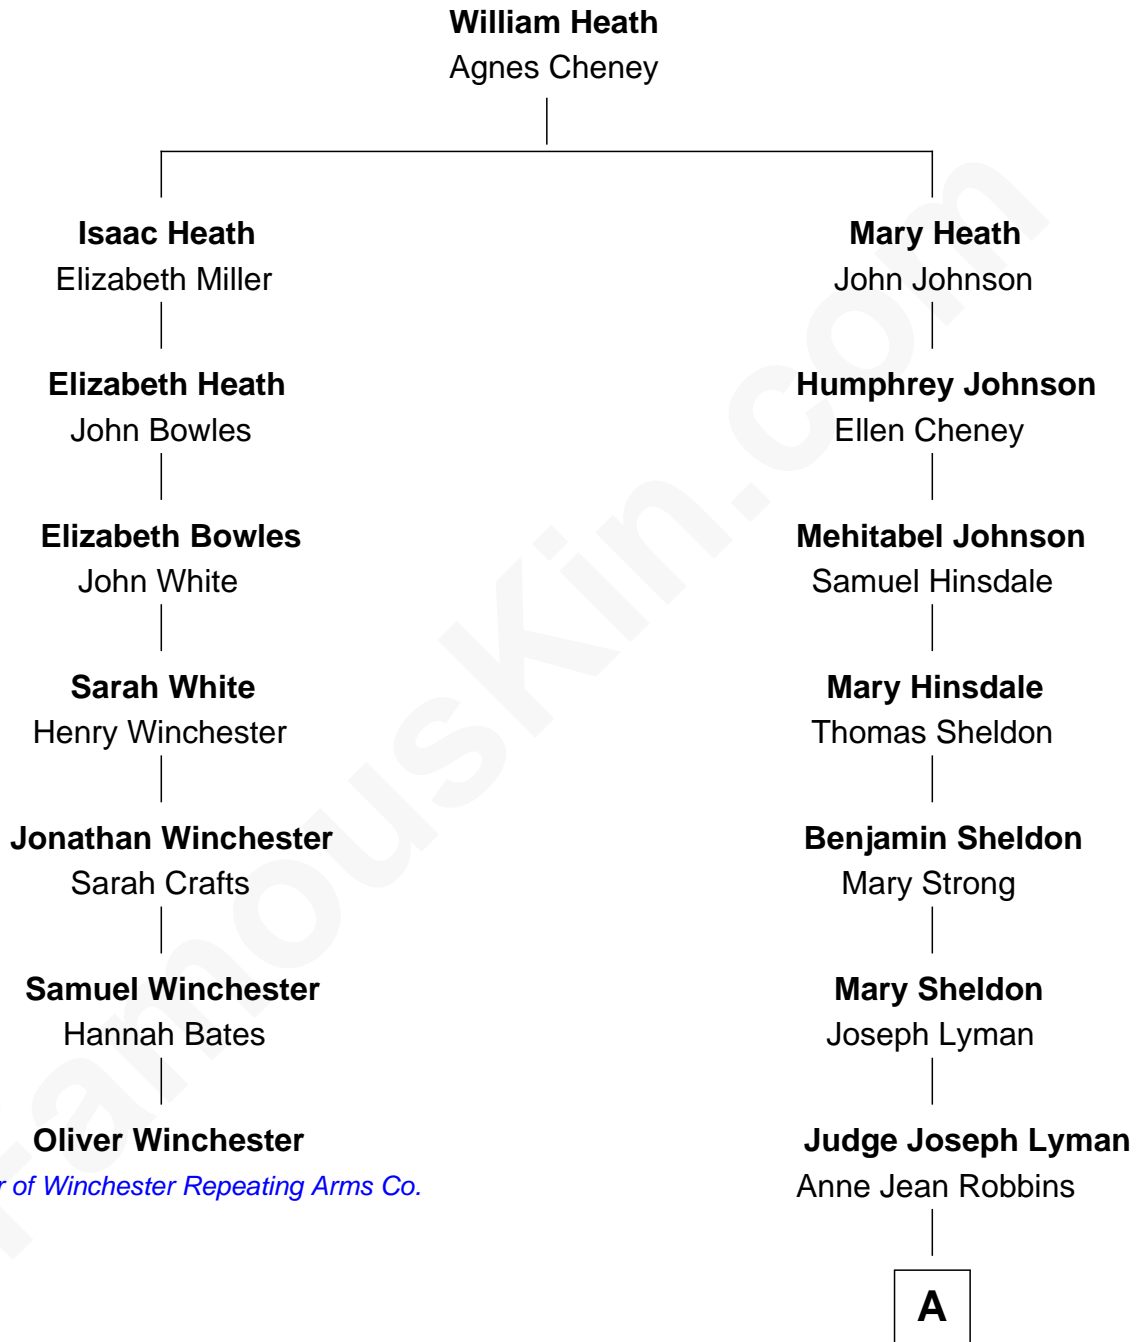 William Heath
Agnes Cheney
Isaac Heath
Elizabeth Miller
Elizabeth Heath
John Bowles
Elizabeth Bowles
John White
Sarah White
Henry Winchester
Jonathan Winchester
Sarah Crafts
Samuel Winchester
Hannah Bates
Oliver Winchester
of Winchester Repeating Arms Co.
Mary Heath
John Johnson
Humphrey Johnson
Ellen Cheney
Mehitabel Johnson
Samuel Hinsdale
Mary Hinsdale
Thomas Sheldon
Benjamin Sheldon
Mary Strong
Mary Sheldon
Joseph Lyman
Judge Joseph Lyman
Anne Jean Robbins
A
FamousKin.com